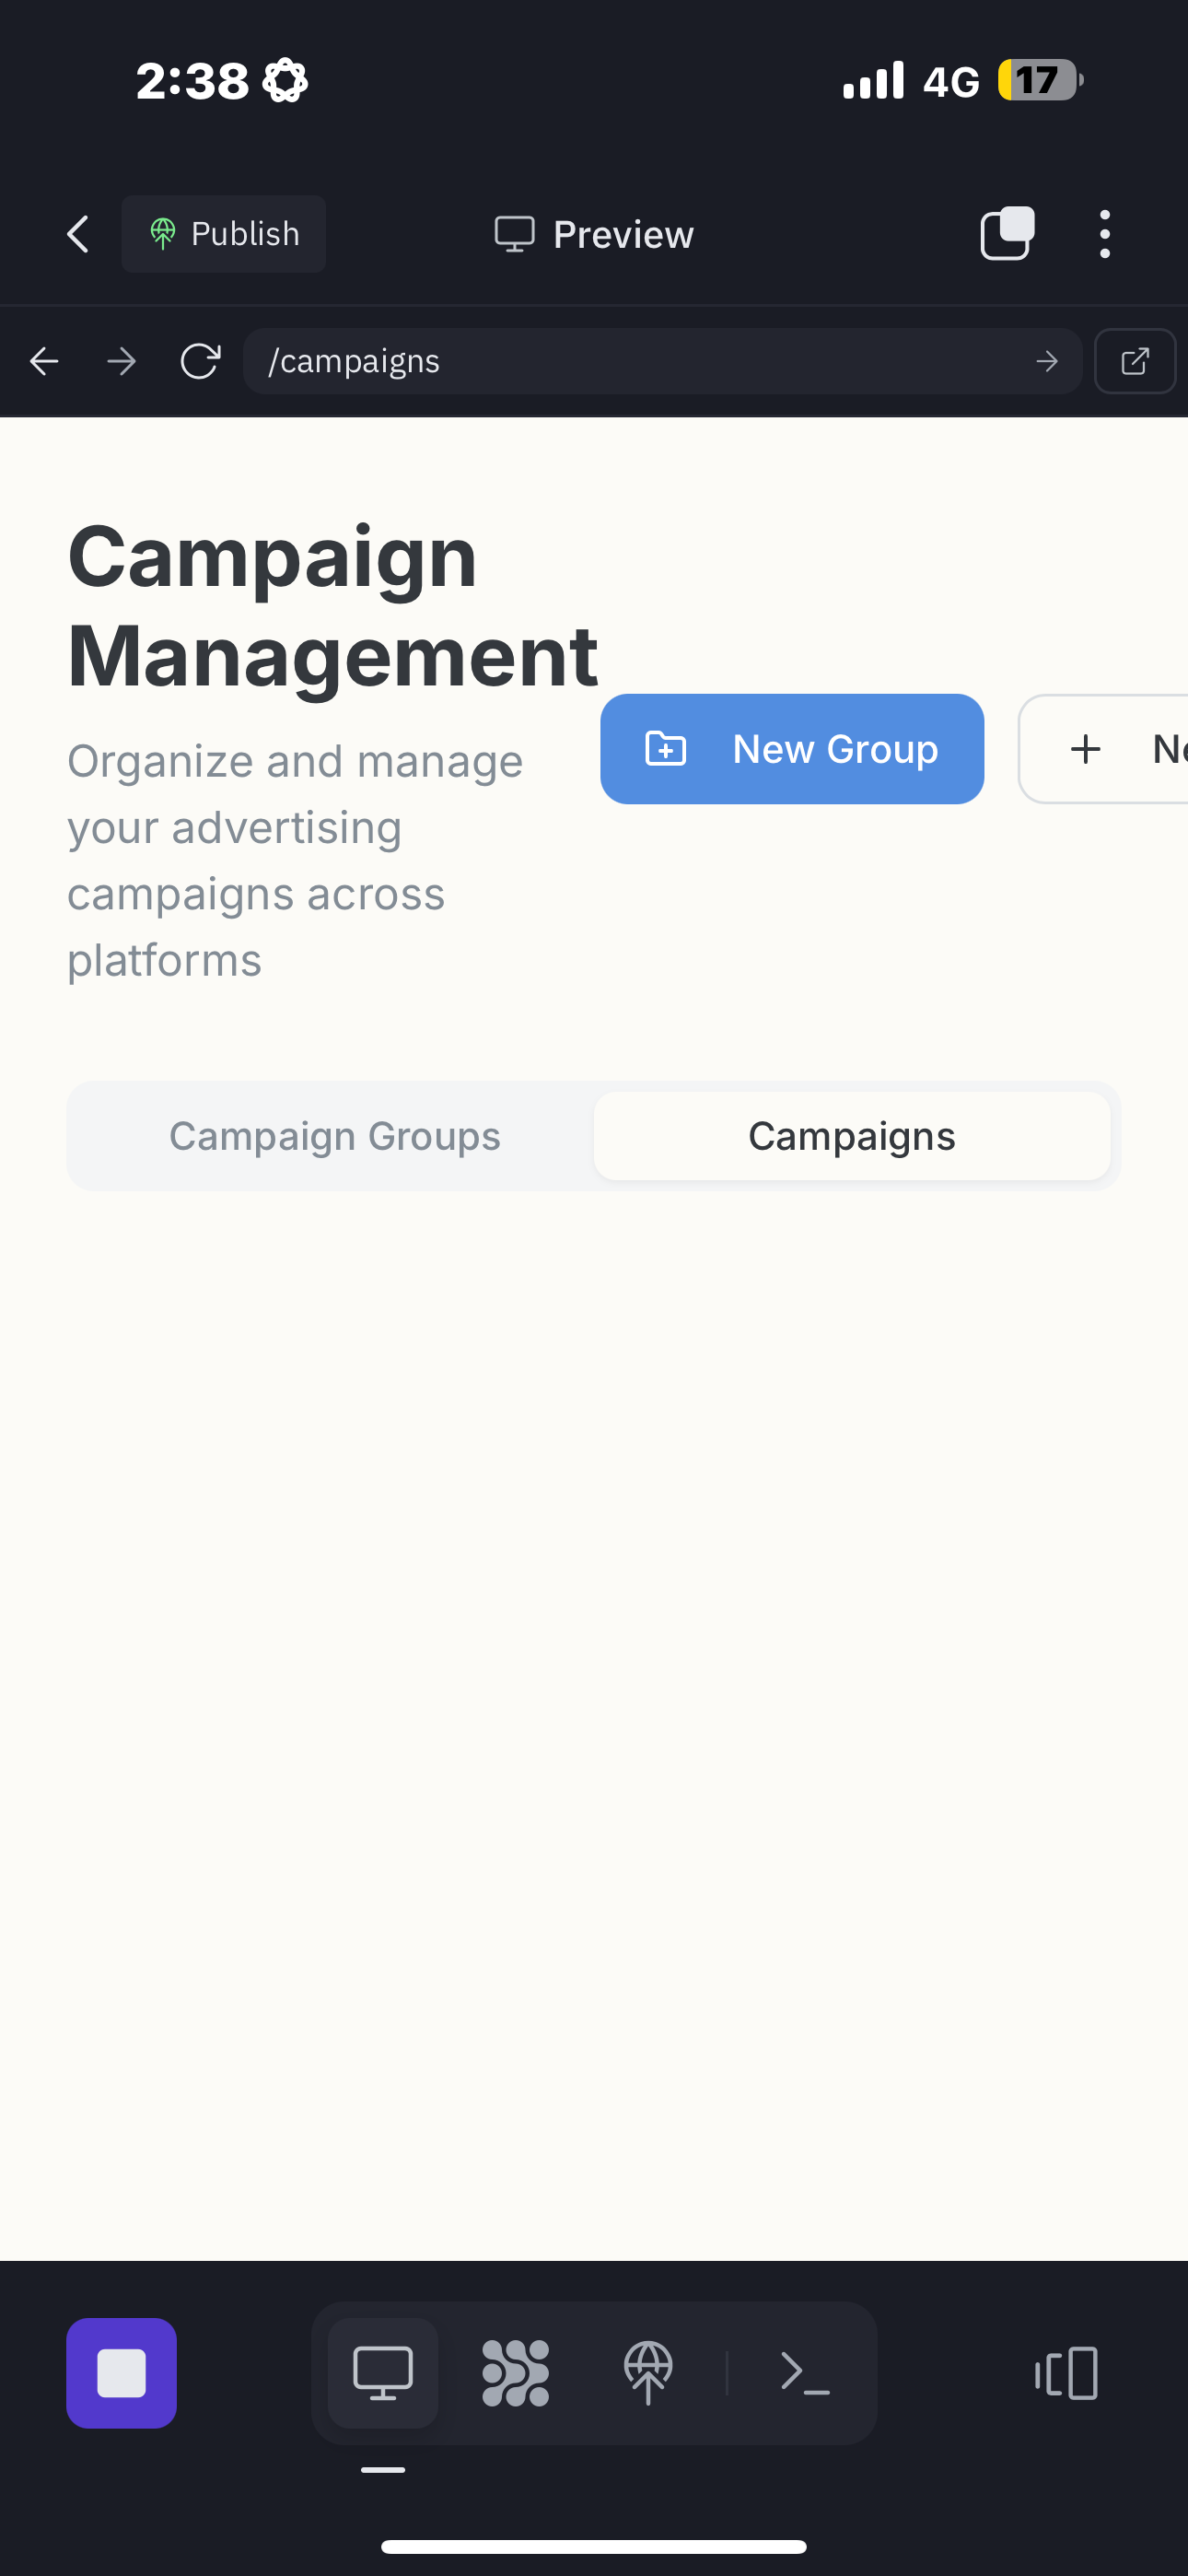 2:38
4G 17
Publish
Preview
/campaigns
Campaign
Management
Organize and manage
your advertising
campaigns across
platforms
New Group
Ne
Campaign Groups
Campaigns